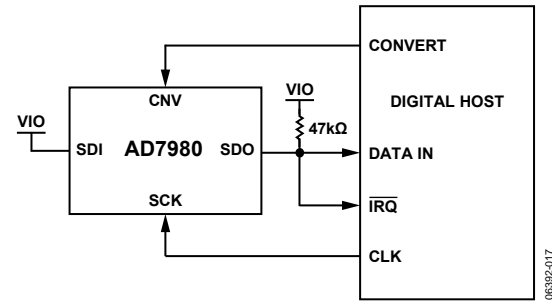 CONVERT
VIO
CNV
VIO
DIGITAL HOST
47kΩ
SDI
AD7980
SDO
DATA IN
SCK
IRQ
CLK
06392-017